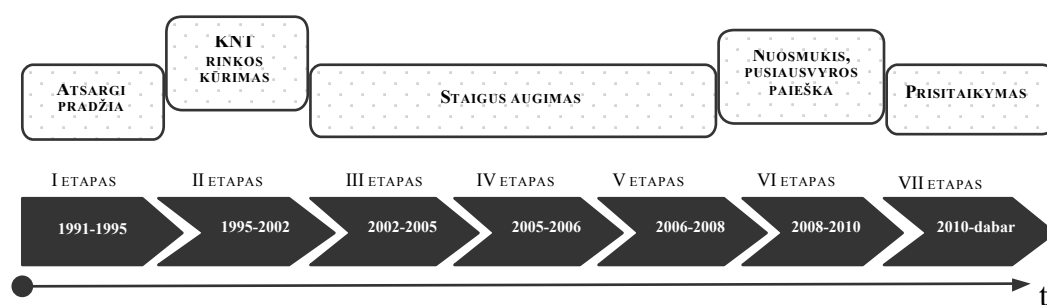 ATSARGI
PRADŽIA
KNT
RINKOS
KŪRIMAS
STAIGUS AUGIMAS
NUOSMUKIS,
PUSIAUSVYROS
PAIEŠKA
PRISITAIKYMAS
I ETAPAS
II ETAPAS
III ETAPAS
IV ETAPAS
V ETAPAS
VI ETAPAS
VII ETAPAS
1991-1995
1995-2002
2002-2005
2005-2006
2006-2008
2008-2010
2010-dabar
t